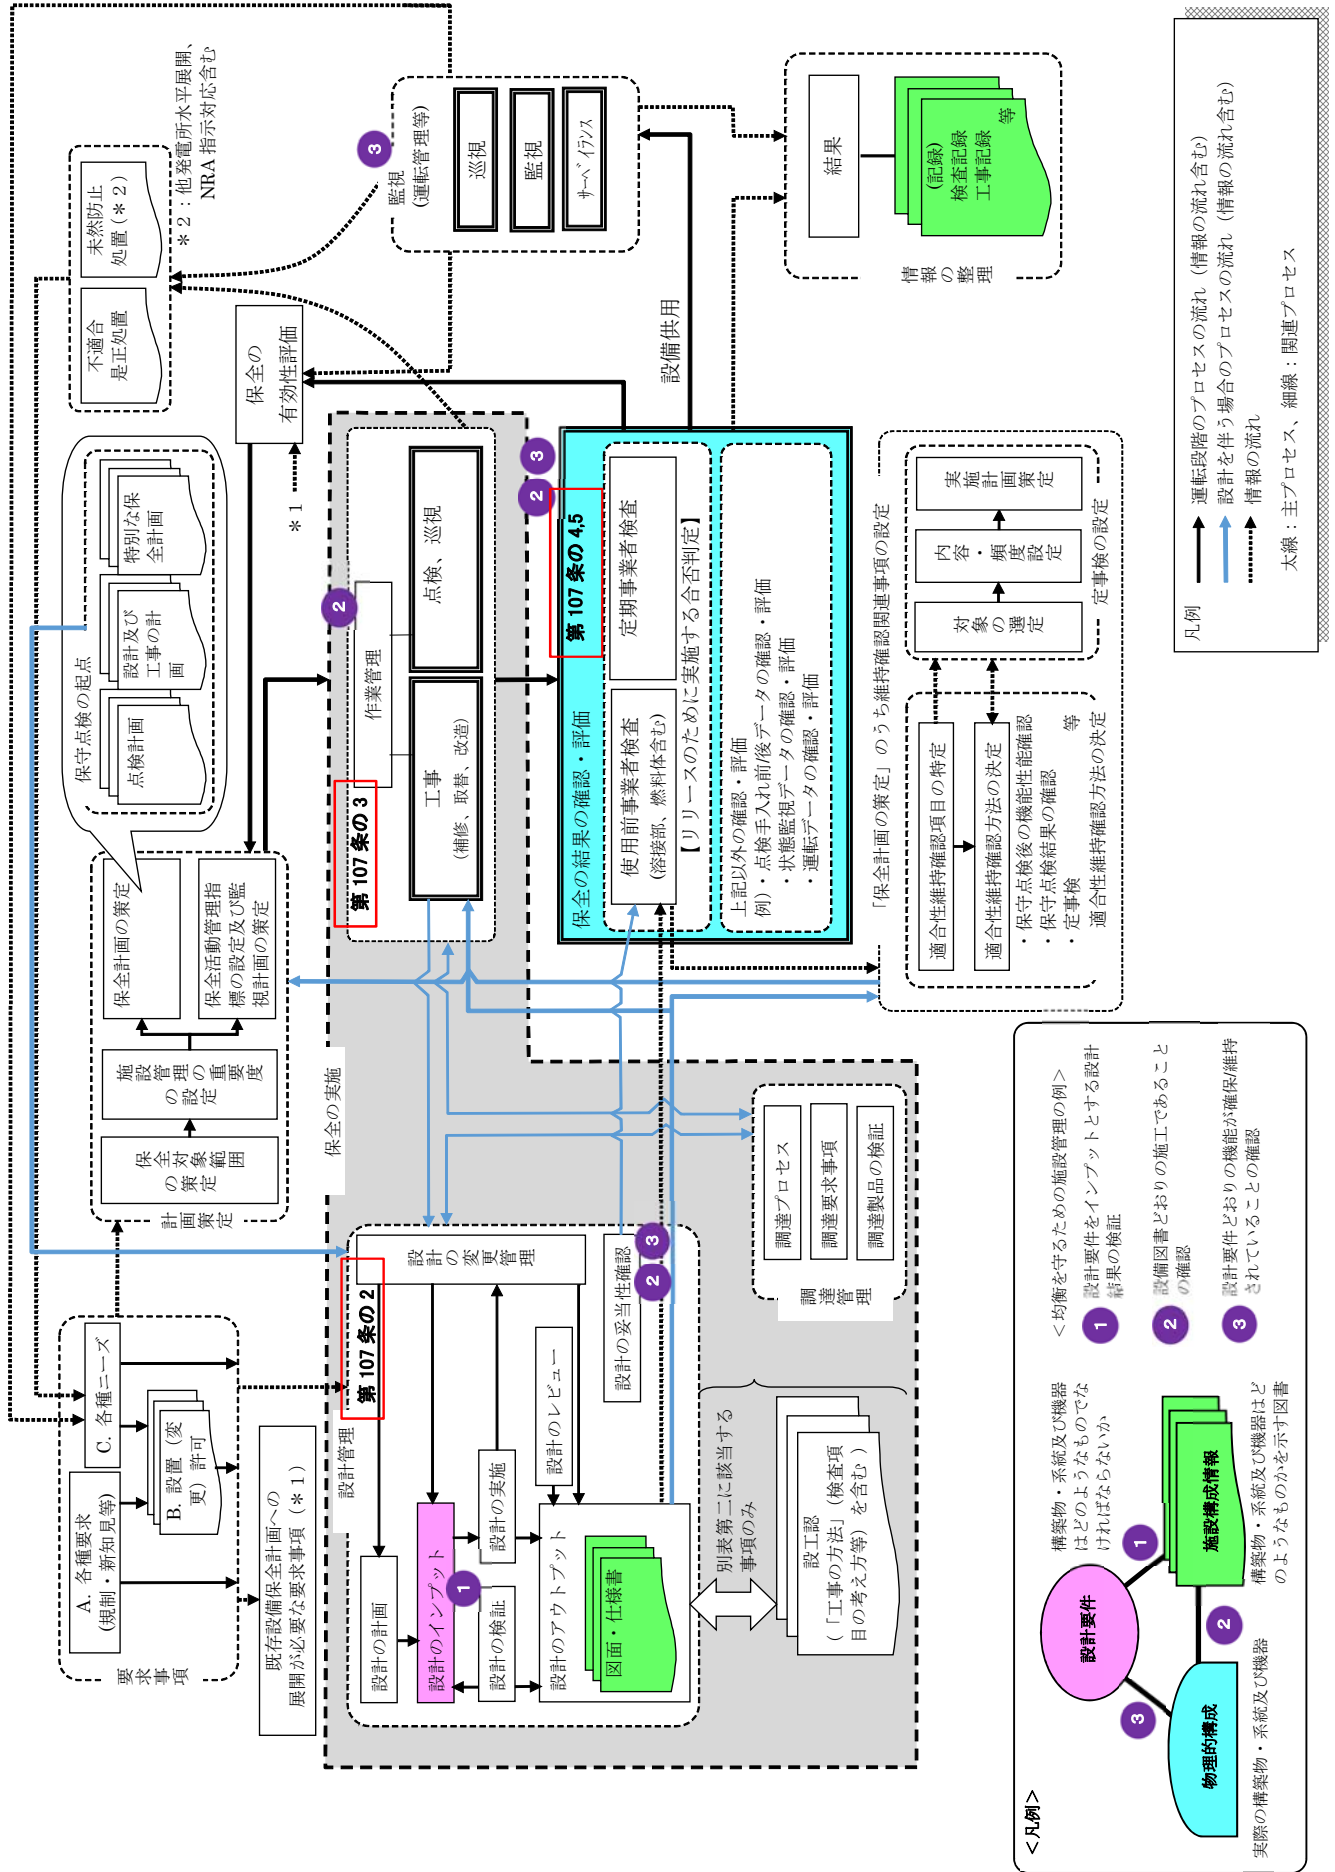 要求事項
A. 各種要求
(規制・新知見等)
B. 設置(変
更)許可
C. 各種ニーズ
既存設備保全計画への
展開が必要な要求事項(＊1)
計画策定
保全対象範囲
の策定
施設管理の重要度
の設定
保全計画の策定
保全活動管理指
標の設定及び監
視計画の策定
保守点検の起点
点検計画
設計及び
工事の計
画
特別な保
全計画
不適合
是正処置
未然防止
処置(＊2)
＊2：他発電所水平展開、
NRA 指示対応含む
保全の
有効性評価
＊1
監視
(運転管理等)
3
巡視
監視
ｻｰﾍﾞｲﾗﾝｽ
保全の実施
設計管理
第 107 条の 2
設計の計画
設計の変更管理
設計のインプット
1
設計の検証
設計の実施
設計のレビュー
設計のアウトプット
図面・仕様書
設計の妥当性確認
2
3
別表第二に該当する
事項のみ
設工認
(「工事の方法」(検査項
目の考え方等)を含む)
調達管理
調達プロセス
調達要求事項
調達製品の検証
第 107 条の 3
作業管理
2
工事
(補修、取替、改造)
点検、巡視
第 107 条の 4,5
2
3
保全の結果の確認・評価
使用前事業者検査
(溶接部、燃料体含む)
定期事業者検査
【リリースのために実施する合否判定】
上記以外の確認・評価
例)・点検手入れ前/後データの確認・評価
・状態監視データの確認・評価
・運転データの確認・評価
設備供用
情報の整理
結果
(記録)
検査記録
工事記録
等
「保全計画の策定」のうち維持確認関連事項の設定
適合性維持確認項目の特定
適合性維持確認方法の決定
・保守点検後の機能性能確認
・保守点検結果の確認
・定事検
等
適合性維持確認方法の決定
対象の選定
内容・頻度設定
実施計画策定
定事検の設定
凡例
運転段階のプロセスの流れ(情報の流れ含む)
設計を伴う場合のプロセスの流れ(情報の流れ含む)
情報の流れ
太線：主プロセス、細線：関連プロセス
＜凡例＞
設計要件
構築物・系統及び機器
はどのようなものでな
ければならないか
1
施設構成情報
構築物・系統及び機器はど
のようなものかを示す図書
2
物理的構成
実際の構築物・系統及び機器
3
＜均衡を守るための施設管理の例＞
1
設計要件をインプットとする設計
結果の検証
2
設備図書どおりの施工であること
の確認
3
設計要件どおりの機能が確保/維持
されていることの確認